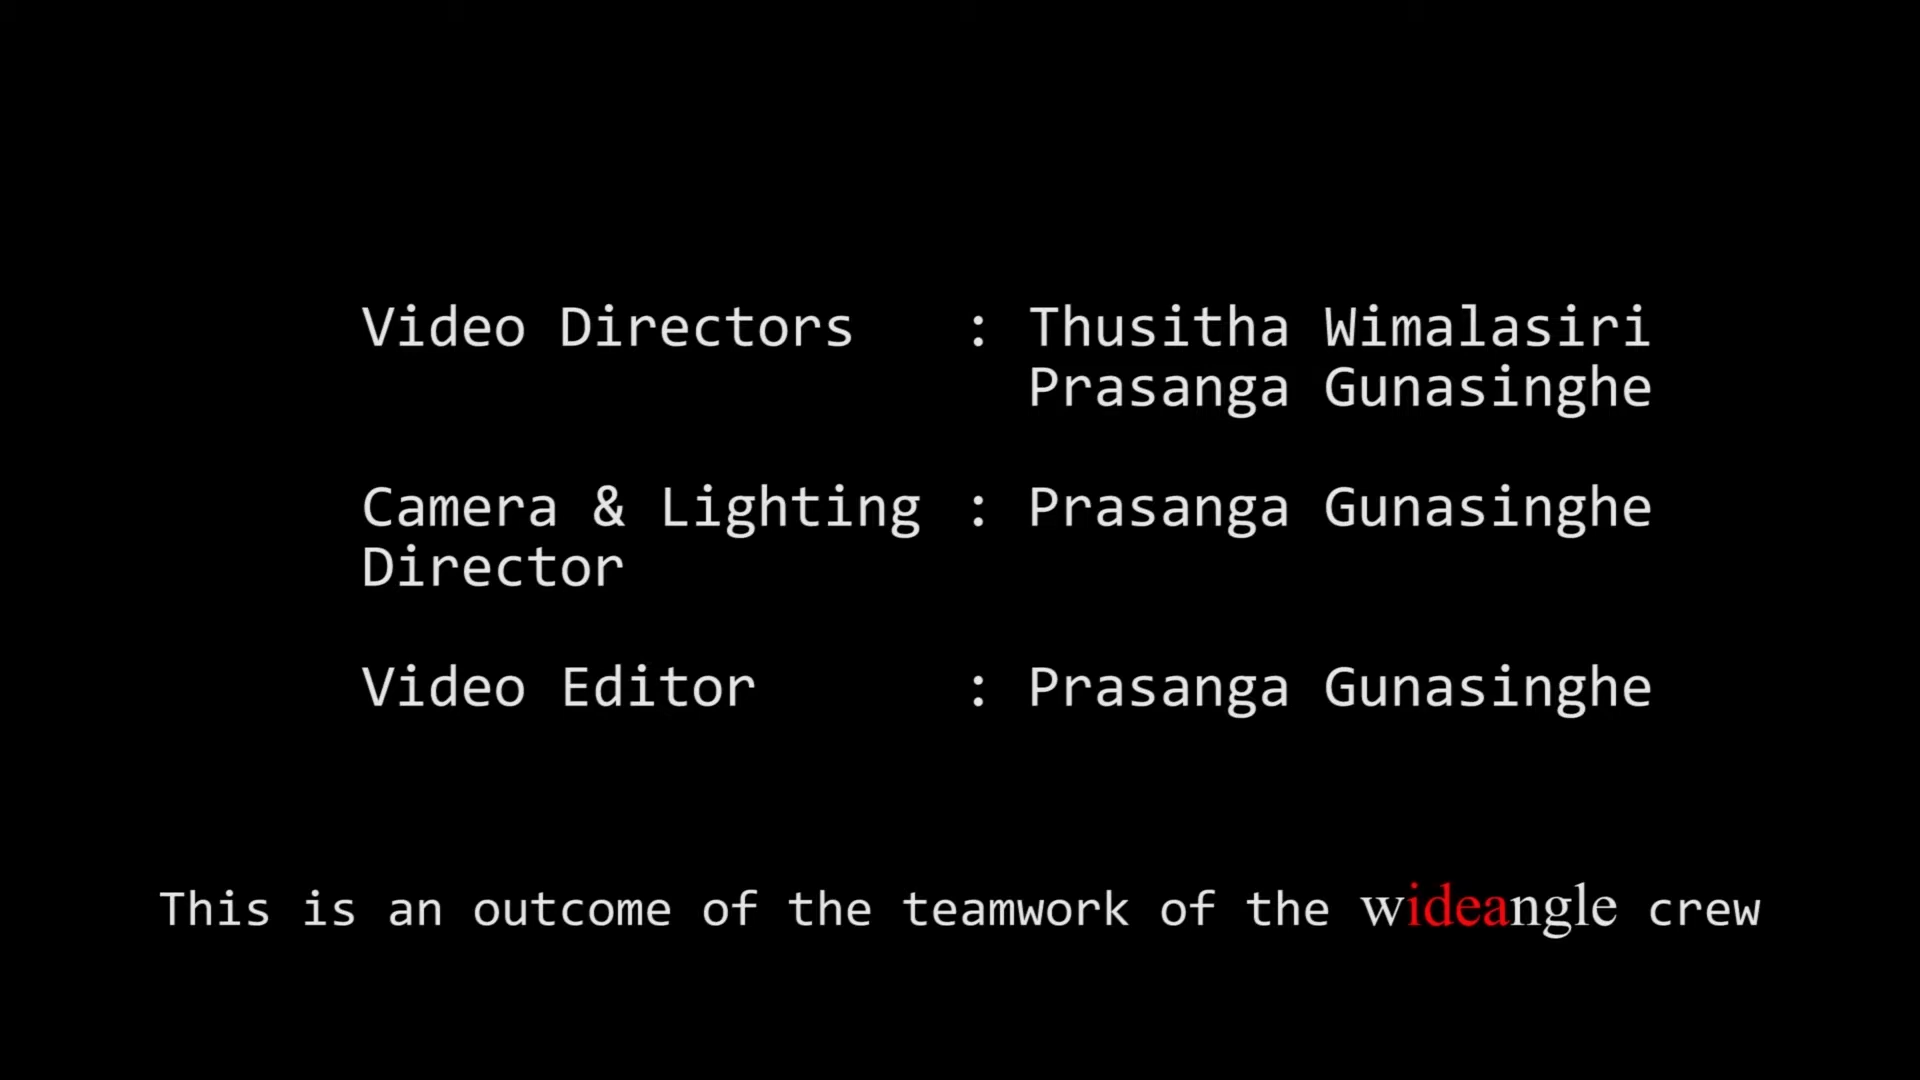 Video Directors : Thusitha Wimalasiri
Prasanga Gunasinghe
Camera & Lighting : Prasanga Gunasinghe
Director
Video Editor : Prasanga Gunasinghe
This is an outcome of the teamwork of the wideangle crew